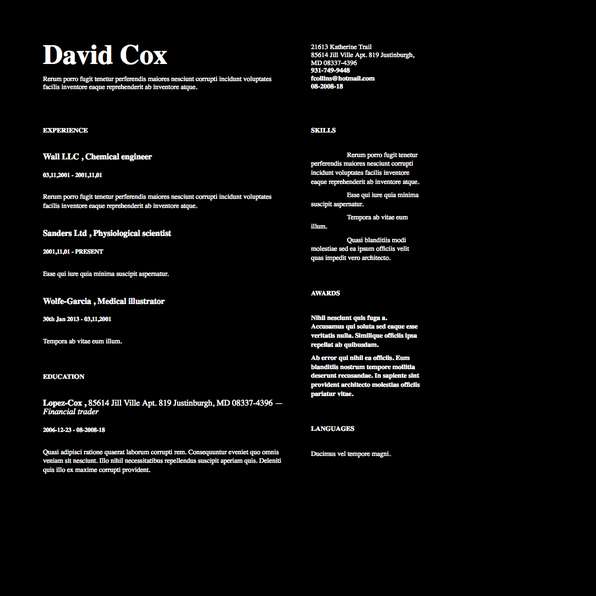 David Cox
Rerum porro fugit tenetur perferendis maiores nesciunt corrupti incidunt voluptates
facilis inventore eaque reprehenderit ab inventore atque.
21613 Katherine Trail
85614 Jill Ville Apt. 819 Justinburgh,
MD 08337-4396
931-749-9448
fcollins@hotmail.com
08-2008-18
EXPERIENCE
Wall LLC , Chemical engineer
03,11,2001 - 2001,11,01
Rerum porro fugit tenetur perferendis maiores nesciunt corrupti incidunt voluptates
facilis inventore eaque reprehenderit ab inventore atque.
Sanders Ltd , Physiological scientist
2001,11,01 - PRESENT
Esse qui iure quia minima suscipit aspernatur.
Wolfe-Garcia , Medical illustrator
30th Jan 2013 - 03,11,2001
Tempora ab vitae eum illum.
EDUCATION
Lopez-Cox , 85614 Jill Ville Apt. 819 Justinburgh, MD 08337-4396 —
Financial trader
2006-12-23 - 08-2008-18
Quasi adipisci ratione quaerat laborum corrupti rem. Consequuntur eveniet quo omnis
veniam sit nesciunt. Illo nihil necessitatibus repellendus suscipit aperiam quis. Deleniti
quis illo ex maxime corrupti provident.
SKILLS
Rerum porro fugit tenetur
perferendis maiores nesciunt corrupti
incidunt voluptates facilis inventore
eaque reprehenderit ab inventore atque.
Esse qui iure quia minima
suscipit aspernatur.
Tempora ab vitae eum
illum.
Quasi blanditiis modi
molestiae sed ea ipsum officiis velit
quas impedit vero architecto.
AWARDS
Nihil nesciunt quis fuga a.
Accusamus qui soluta sed eaque esse
veritatis nulla. Similique officiis ipsa
repellat ab quibusdam.
Ab error qui nihil ea officiis. Eum
blanditiis nostrum tempore mollitia
deserunt recusandae. In sapiente sint
provident architecto molestias officiis
pariatur vitae.
LANGUAGES
Ducimus vel tempore magni.